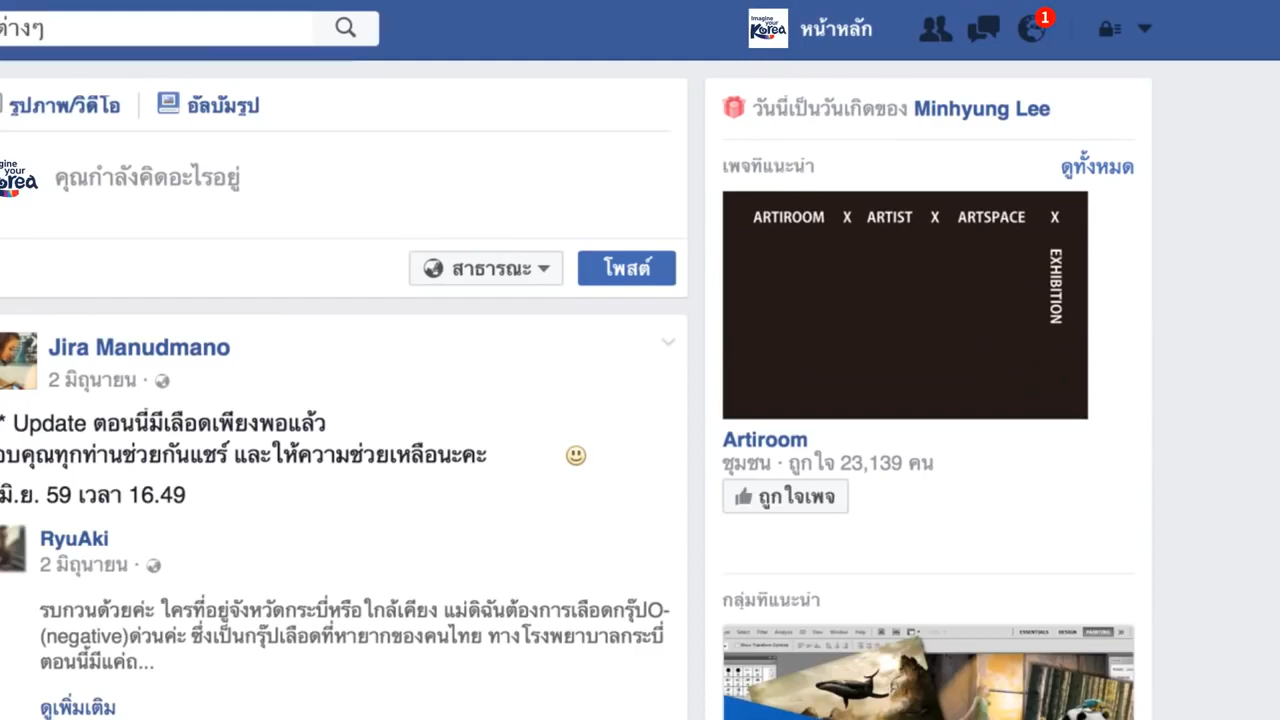 ต่างๆ
Imagine your Korea
หน้าหลัก
1
รูปภาพ/วิดีโอ
อัลบัมรูป
คุณกำลังคิดอะไรอยู่
สาธารณะ
โพสต์
Jira Manudmano
2 มิถุนายน ·
* Update ตอนนี้มีเลือดเพียงพอแล้ว
อบคุณทุกท่านช่วยกันแชร์ และให้ความช่วยเหลือนะคะ
มิ.ย. 59 เวลา 16.49
RyuAki
2 มิถุนายน ·
รบกวนด้วยค่ะ ใครที่อยู่จังหวัดกระบี่หรือใกล้เคียง แม่ดิฉันต้องการเลือดกรุ๊ปO-
(negative)ด่วนค่ะ ซึ่งเป็นกรุ๊ปเลือดที่หายากของคนไทย ทางโรงพยาบาลกระบี่
ตอนนี้มีแค่ถ...
ดูเพิ่มเติม
วันนี้เป็นวันเกิดของ Minhyung Lee
เพจที่แนะนำ
ดูทั้งหมด
ARTIROOM X ARTIST X ARTSPACE X
EXHIBITION
Artiroom
ชุมชน · ถูกใจ 23,139 คน
ถูกใจเพจ
กลุ่มที่แนะนำ
Select Filter Analysis 3D View Window Help
ESSENTIALS DESIGN PAINTING
Show Transform Controls